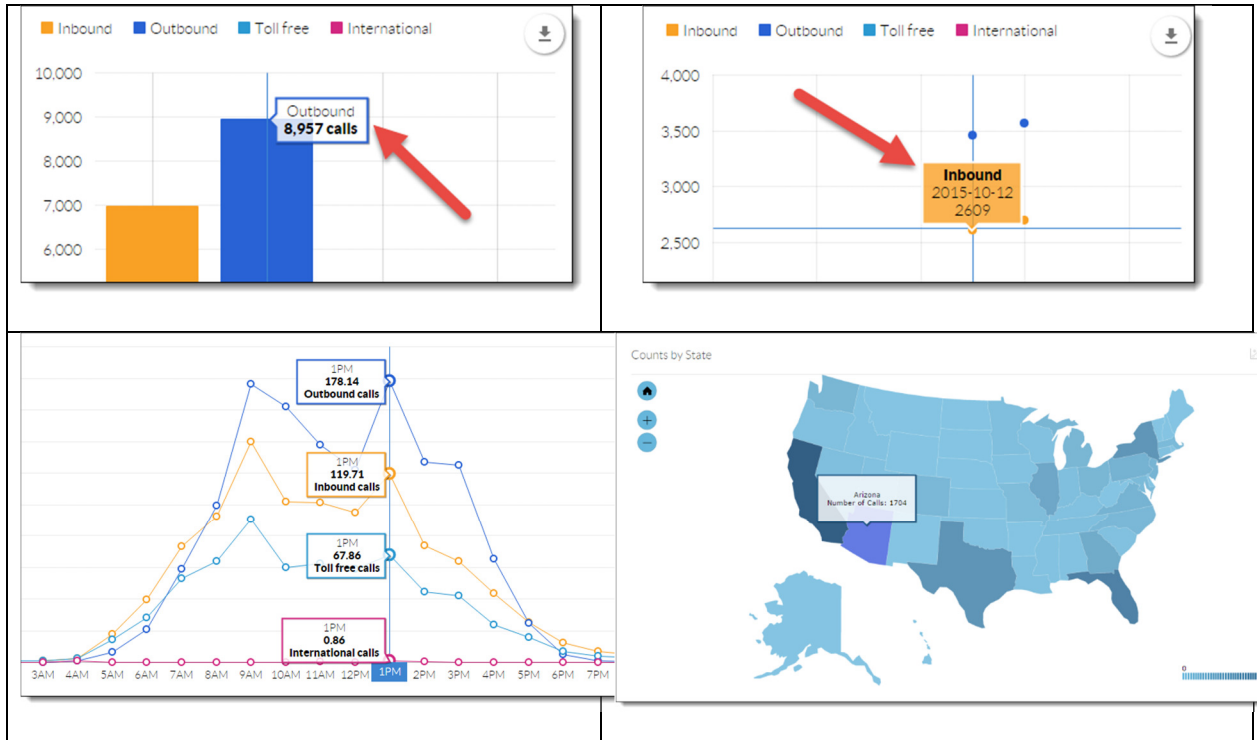 Inbound Outbound Toll free International
10,000
9,000
8,000
7,000
6,000
Outbound
8,957 calls
Inbound Outbound Toll free International
4,000
3,500
3,000
2,500
Inbound
2015-10-12
2609
1PM
178.14
Outbound calls
1PM
119.71
Inbound calls
1PM
67.86
Toll free calls
1PM
0.86
International calls
3AM 4AM 5AM 6AM 7AM 8AM 9AM 10AM 11AM 12PM 1PM 2PM 3PM 4PM 5PM 6PM 7PM
Counts by State
Arizona
Number of Calls: 1704
0